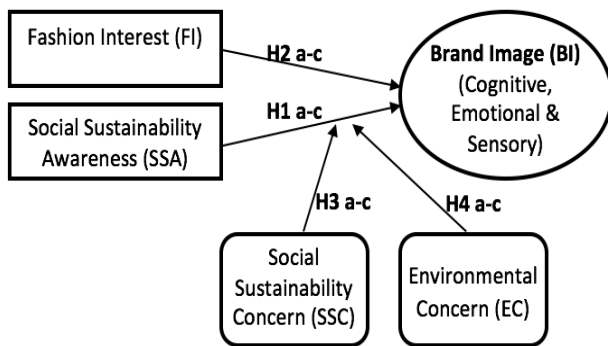 Fashion Interest (FI)
H2 a-c
Brand Image (BI)
(Cognitive,
Emotional &
Sensory)
H1 a-c
Social Sustainability
Awareness (SSA)
H3 a-c
H4 a-c
Social
Sustainability
Concern (SSC)
Environmental
Concern (EC)